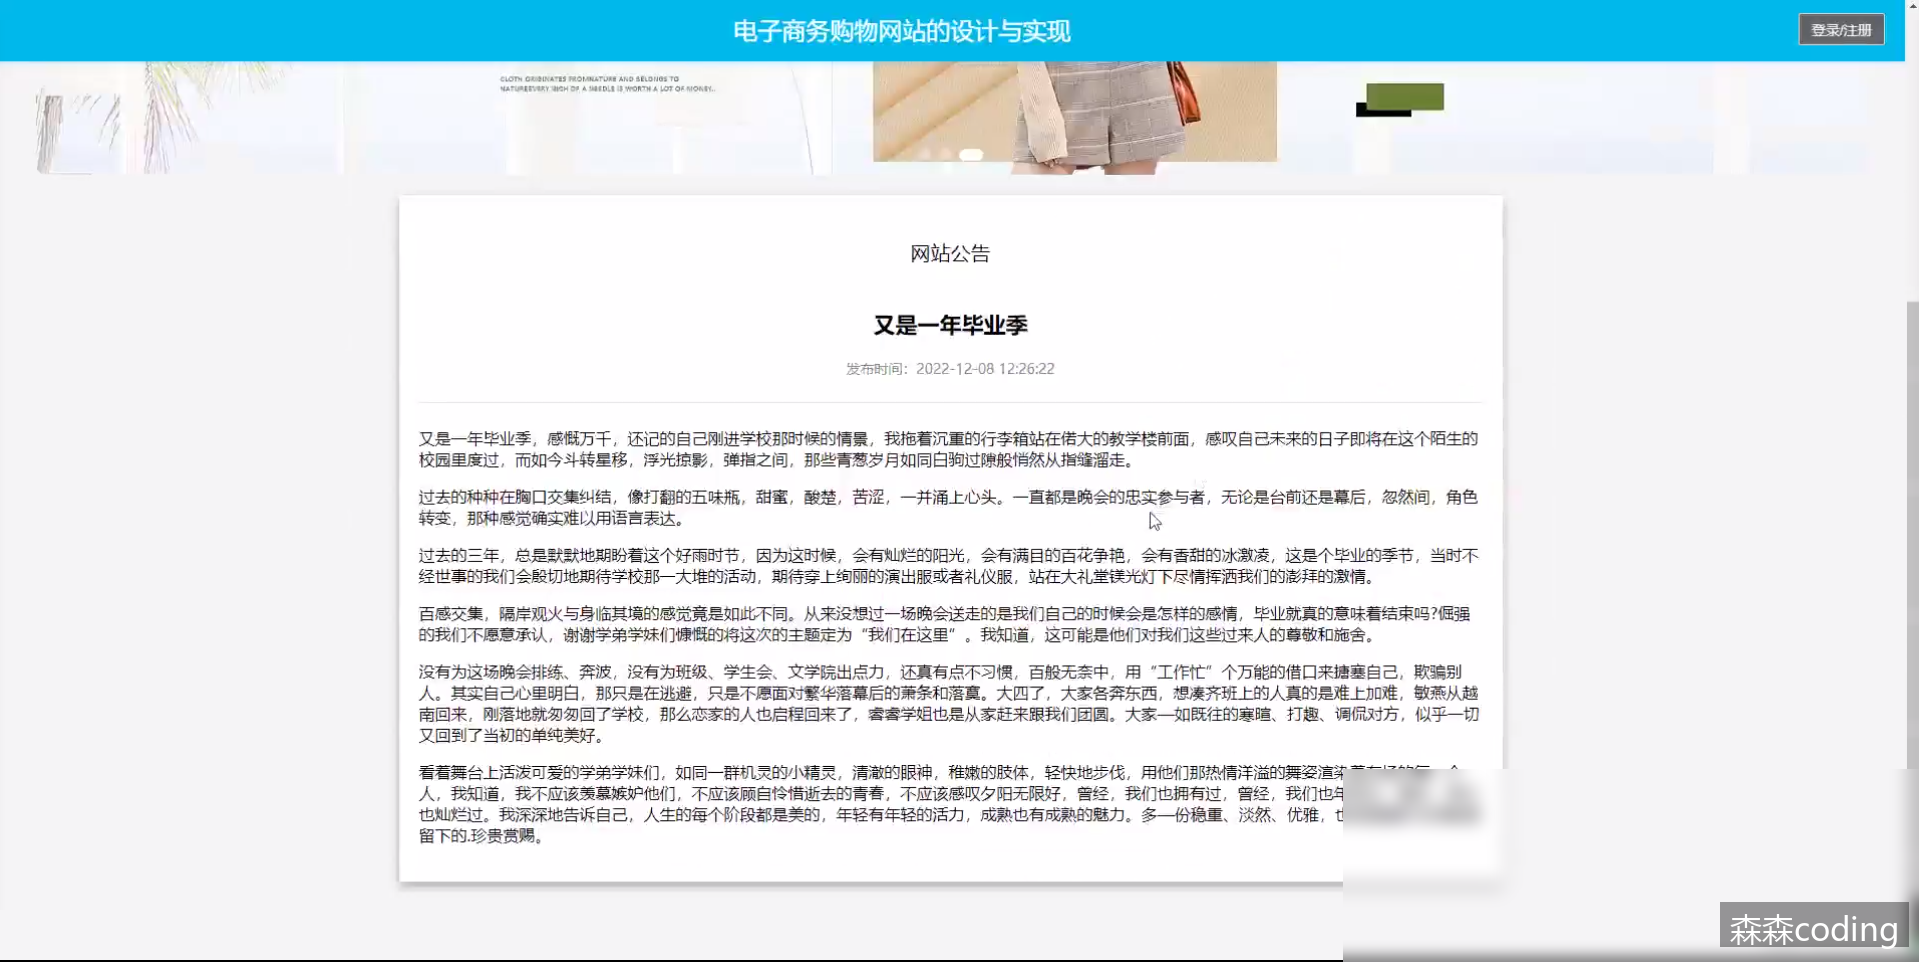 电子商务购物网站的设计与实现
登录/注册
CLOTH ORIGINATES FROMNATURE AND BELONGS TO
NATUREEVERY INCH OF A NEEDLE IS WORTH A LOT OF MONEY..
网站公告
又是一年毕业季
发布时间：2022-12-08 12:26:22
又是一年毕业季，感慨万千，还记的自己刚进学校那时候的情景，我拖着沉重的行李箱站在偌大的教学楼前面，感叹自己未来的日子即将在这个陌生的
校园里度过，而如今斗转星移，浮光掠影，弹指之间，那些青葱岁月如同白驹过隙般悄然从指缝溜走。
过去的种种在胸口交集纠结，像打翻的五味瓶，甜蜜，酸楚，苦涩，一并涌上心头。一直都是晚会的忠实参与者，无论是台前还是幕后，忽然间，角色
转变，那种感觉确实难以用语言表达。
过去的三年，总是默默地期盼着这个好雨时节，因为这时候，会有灿烂的阳光，会有满目的百花争艳，会有香甜的冰激凌，这是个毕业的季节，当时不
经世事的我们会殷切地期待学校那一大堆的活动，期待穿上绚丽的演出服或者礼仪服，站在大礼堂镁光灯下尽情挥洒我们的澎拜的激情。
百感交集，隔岸观火与身临其境的感觉竟是如此不同。从来没想过一场晚会送走的是我们自己的时候会是怎样的感情，毕业就真的意味着结束吗?倔强
的我们不愿意承认，谢谢学弟学妹们慷慨的将这次的主题定为“我们在这里”。我知道，这可能是他们对我们这些过来人的尊敬和施舍。
没有为这场晚会排练、奔波，没有为班级、学生会、文学院出点力，还真有点不习惯，百般无奈中，用“工作忙”个万能的借口来搪塞自己，欺骗别
人。其实自己心里明白，那只是在逃避，只是不愿面对繁华落幕后的萧条和落寞。大四了，大家各奔东西，想凑齐班上的人真的是难上加难，敏燕从越
南回来，刚落地就匆匆回了学校，那么恋家的人也启程回来了，睿睿学姐也是从家赶来跟我们团圆。大家—如既往的寒暄、打趣、调侃对方，似乎一切
又回到了当初的单纯美好。
看着舞台上活泼可爱的学弟学妹们，如同一群机灵的小精灵，清澈的眼神，稚嫩的肢体，轻快地步伐，用他们那热情洋溢的舞姿渲染
人，我知道，我不应该羡慕嫉妒他们，不应该顾自怜惜逝去的青春，不应该感叹夕阳无限好，曾经，我们也拥有过，曾经，我们也年
也灿烂过。我深深地告诉自己，人生的每个阶段都是美的，年轻有年轻的活力，成熟也有成熟的魅力。多—份稳重、淡然、优雅，
留下的.珍贵赏赐。
森森coding